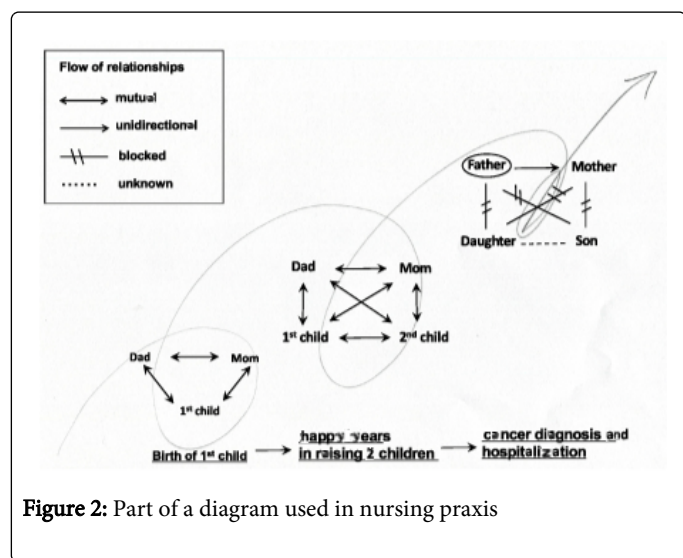 Flow of relationships
mutual
unidirectional
blocked
unknown
Father Mother
Daughter Son
Dad Mom
1st child 2nd child
Dad Mom
1st child
Birth of 1st child
happy years
in raising 2 children
cancer diagnosis and
hospitalization
Figure 2: Part of a diagram used in nursing praxis